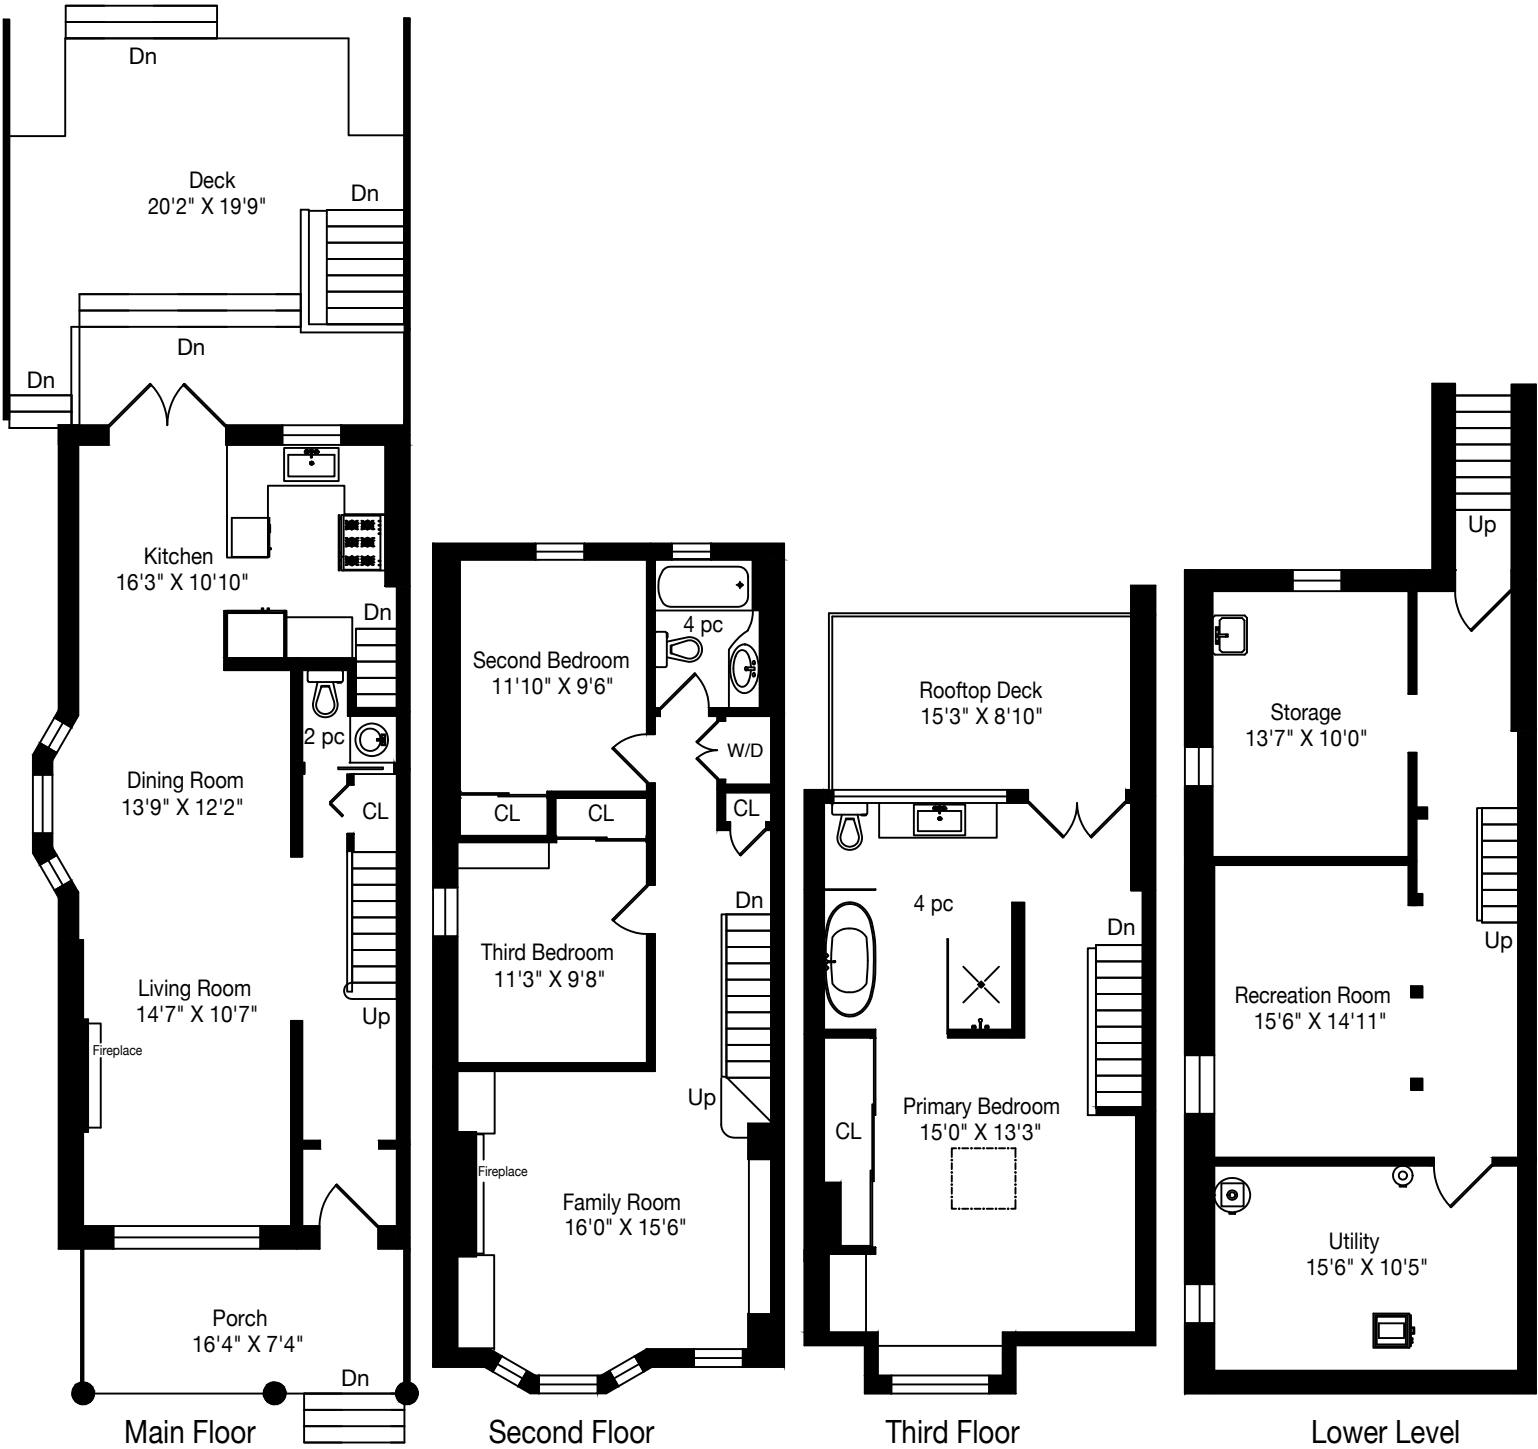 Dn
Deck
20'2" X 19'9"
Dn
Dn
Dn
Kitchen
16'3" X 10'10"
Dn
2 pc
Dining Room
13'9" X 12'2"
CL
Living Room
14'7" X 10'7"
Up
Fireplace
Porch
16'4" X 7'4"
Dn
Main Floor
4 pc
Second Bedroom
11'10" X 9'6"
W/D
CL
CL
CL
Dn
Third Bedroom
11'3" X 9'8"
Up
Fireplace
Family Room
16'0" X 15'6"
Second Floor
Rooftop Deck
15'3" X 8'10"
4 pc
Dn
Primary Bedroom
15'0" X 13'3"
CL
Third Floor
Up
Storage
13'7" X 10'0"
Up
Recreation Room
15'6" X 14'11"
Utility
15'6" X 10'5"
Lower Level